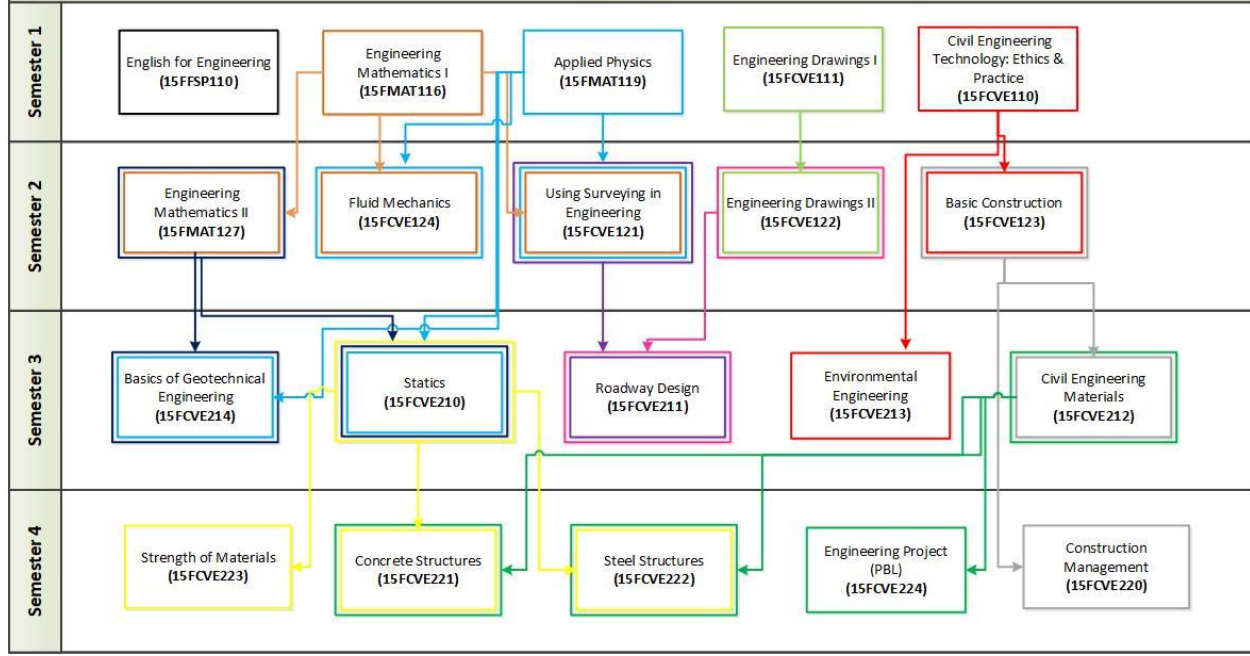 Semester 1
English for Engineering
(15FFSP110)
Engineering
Mathematics I
(15FMAT116)
Applied Physics
(15FMAT119)
Engineering Drawings I
(15FCVE111)
Civil Engineering
Technology: Ethics &
Practice
(15FCVE110)
Semester 2
Engineering
Mathematics II
(15FMAT127)
Fluid Mechanics
(15FCVE124)
Using Surveying in
Engineering
(15FCVE121)
Engineering Drawings II
(15FCVE122)
Basic Construction
(15FCVE123)
Semester 3
Basics of Geotechnical
Engineering
(15FCVE214)
Statics
(15FCVE210)
Roadway Design
(15FCVE211)
Environmental
Engineering
(15FCVE213)
Civil Engineering
Materials
(15FCVE212)
Semester 4
Strength of Materials
(15FCVE223)
Concrete Structures
(15FCVE221)
Steel Structures
(15FCVE222)
Engineering Project
(PBL)
(15FCVE224)
Construction
Management
(15FCVE220)